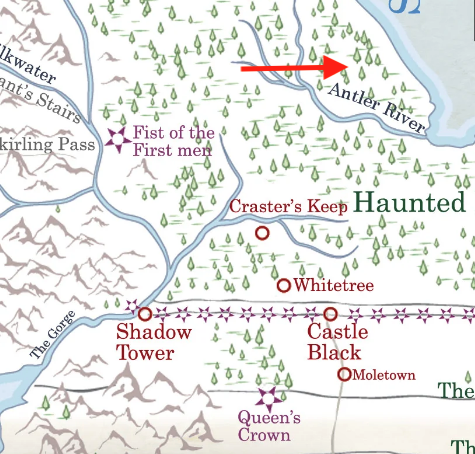 lkwater
ant's Stairs
kirling Pass
Antler River
Fist of the
First men
Craster's Keep
Haunted
Whitetree
The Gorge
Shadow
Tower
Castle
Black
Moletown
The
Queen's
Crown
Th